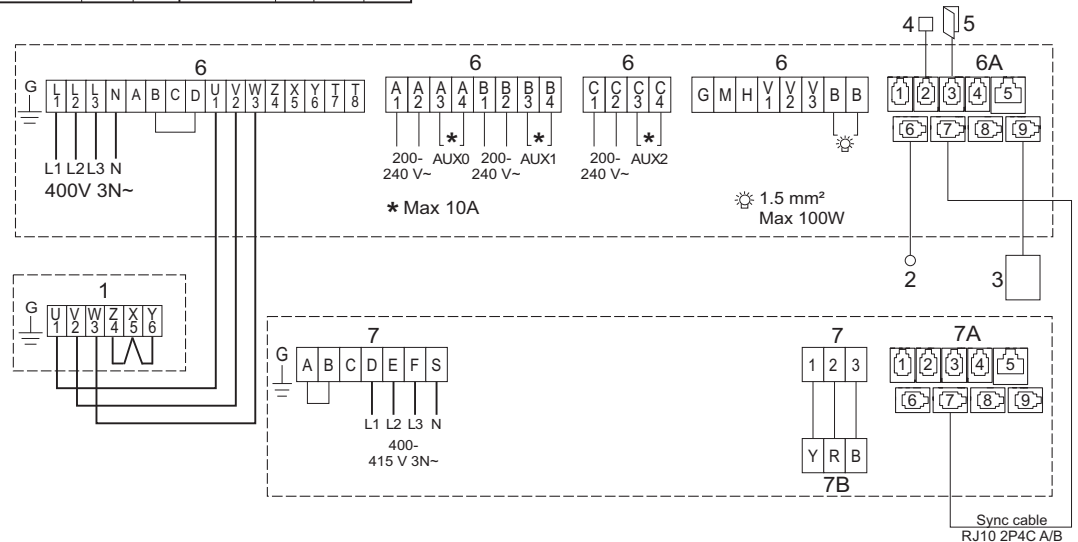 4 5
6 6 6 6 6A
G L1 L2 L3 N A B C D U1 V2 W3 Z4 X5 Y6 T7 T8
A1 A2 A3 A4 B1 B2 B3 B4
C1 C2 C3 C4
G M H V1 V2 V3 B B
1 2 3 4 5
6 7 8 9
L1 L2 L3 N
400V 3N~
* *
200-240 V~ AUX0 200-240 V~ AUX1
*
200-240 V~ AUX2
* Max 10A
1.5 mm²
Max 100W
2 3
1
G U1 V2 W3 Z4 X5 Y6
7 7 7A
G A B C D E F S
1 2 3
1 2 3 4 5
6 7 8 9
L1 L2 L3 N
400-
415 V 3N~
Y R B
7B
Sync cable
RJ10 2P4C A/B